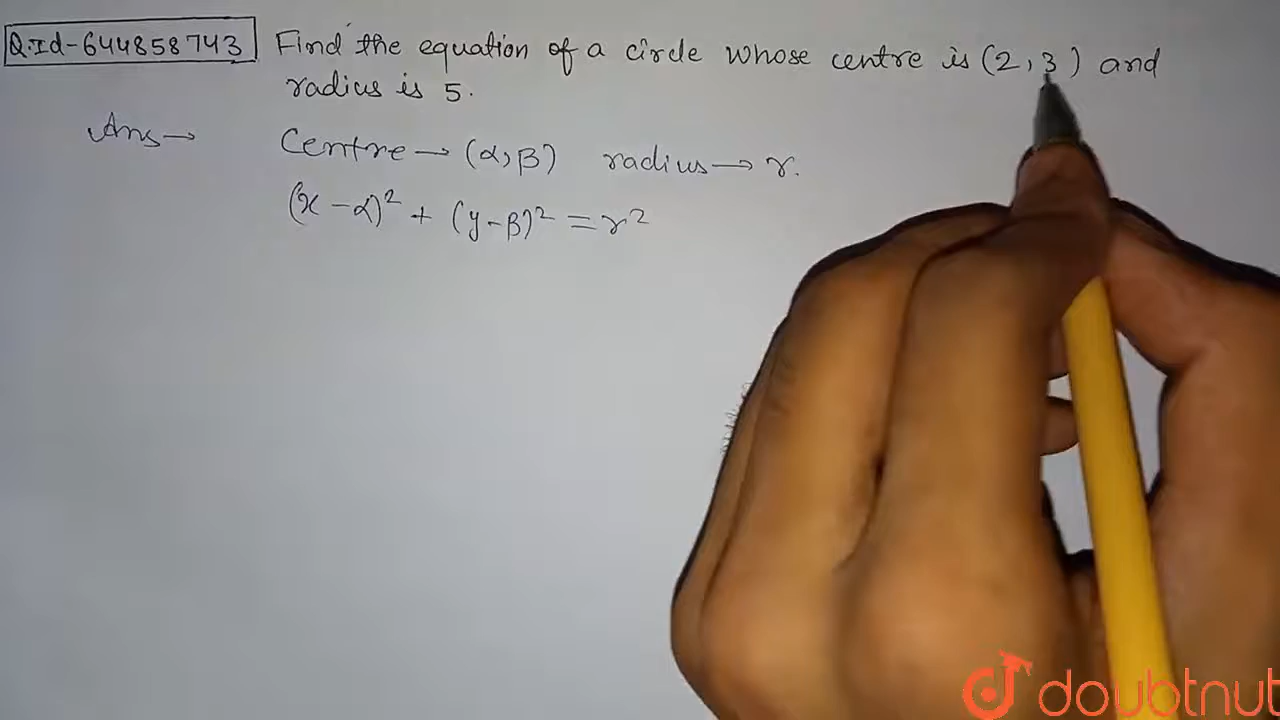 Q.Id-644858743 Find the equation of a circle whose centre is (2,3) and
radius is 5.
Ans→ Centre → (α,β) radius → r.
(x-α)² + (y-β)² = r²
doubtnut